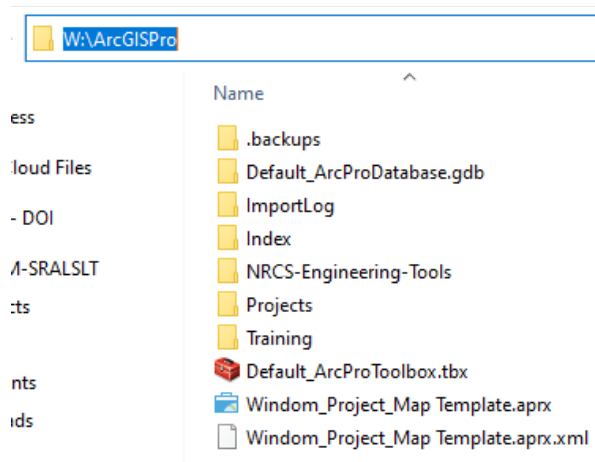 W:\ArcGISPro
Name
ess
loud Files
- DOI
M-SRALSLT
cts
nts
ds
.backups
Default_ArcProDatabase.gdb
ImportLog
Index
NRCS-Engineering-Tools
Projects
Training
Default_ArcProToolbox.tbx
Windom_Project_Map Template.aprx
Windom_Project_Map Template.aprx.xml